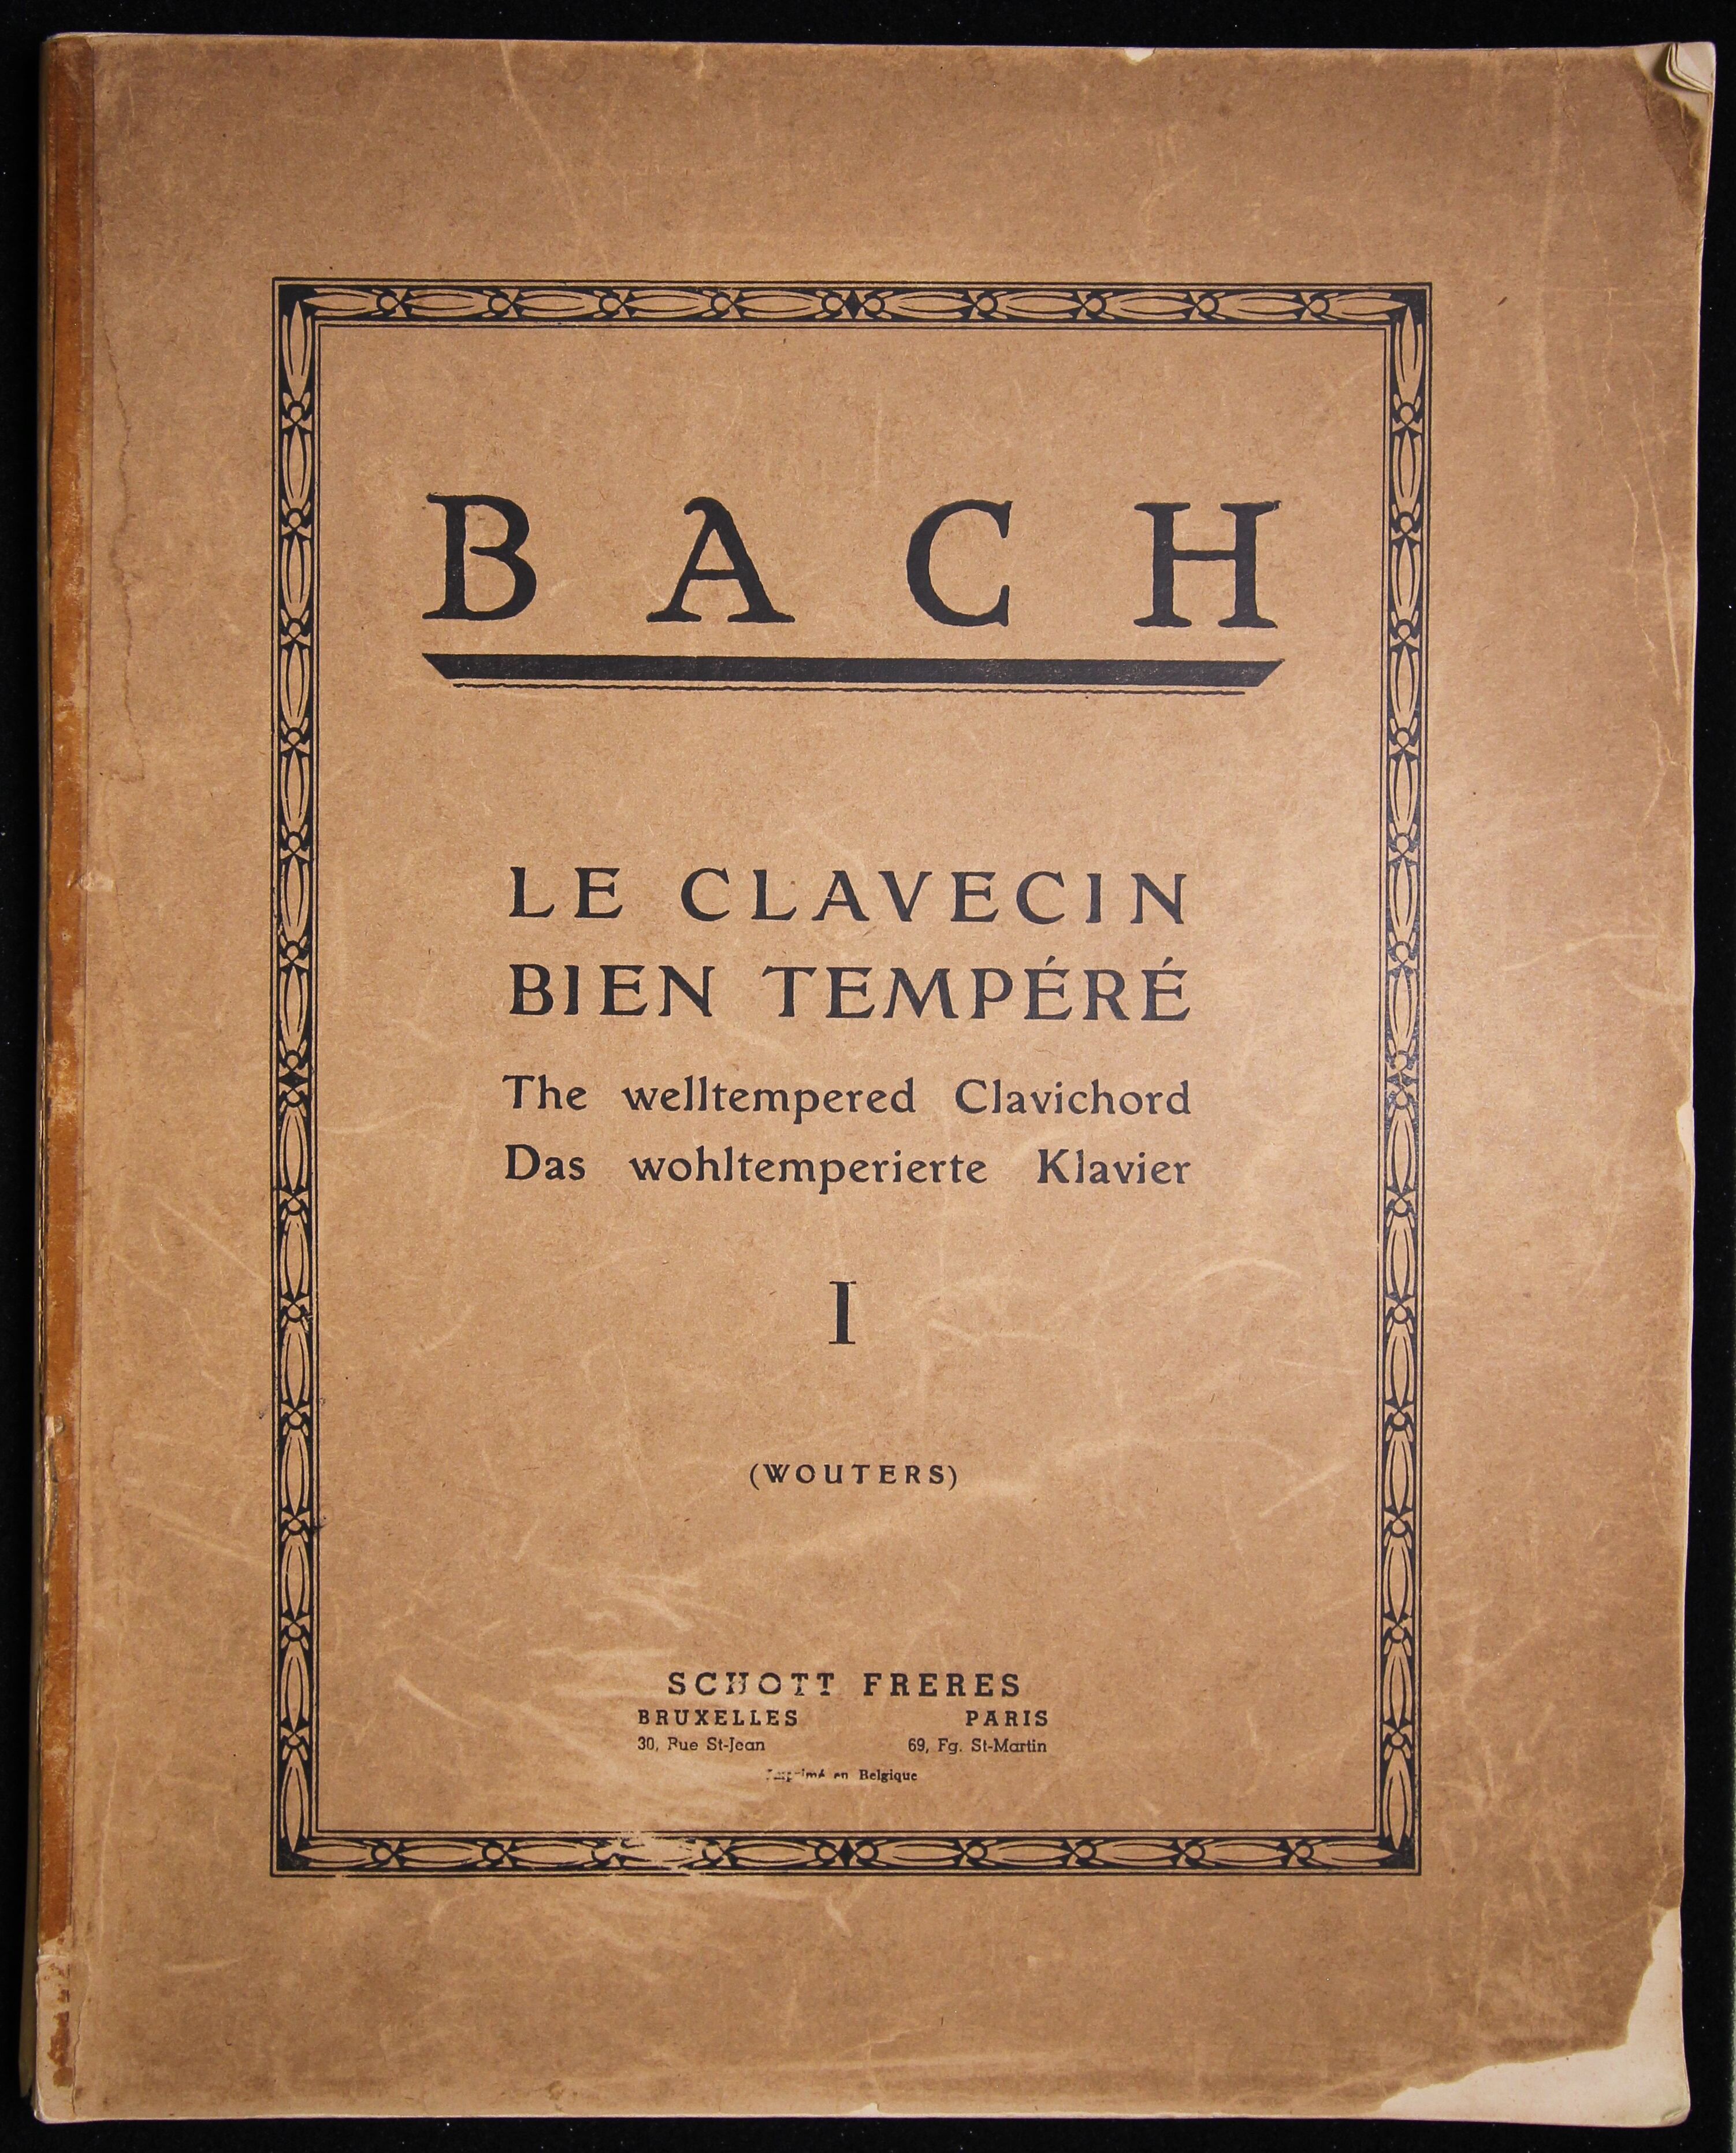 BACH
LE CLAVECIN
BIEN TEMPÉRÉ
The welltempered Clavichord
Das wohltemperierte Klavier
I
(WOUTERS)
SCHOTT FRERES
BRUXELLES PARIS
30, Rue St-Jean 69, Fg. St-Martin
Imprimé en Belgique